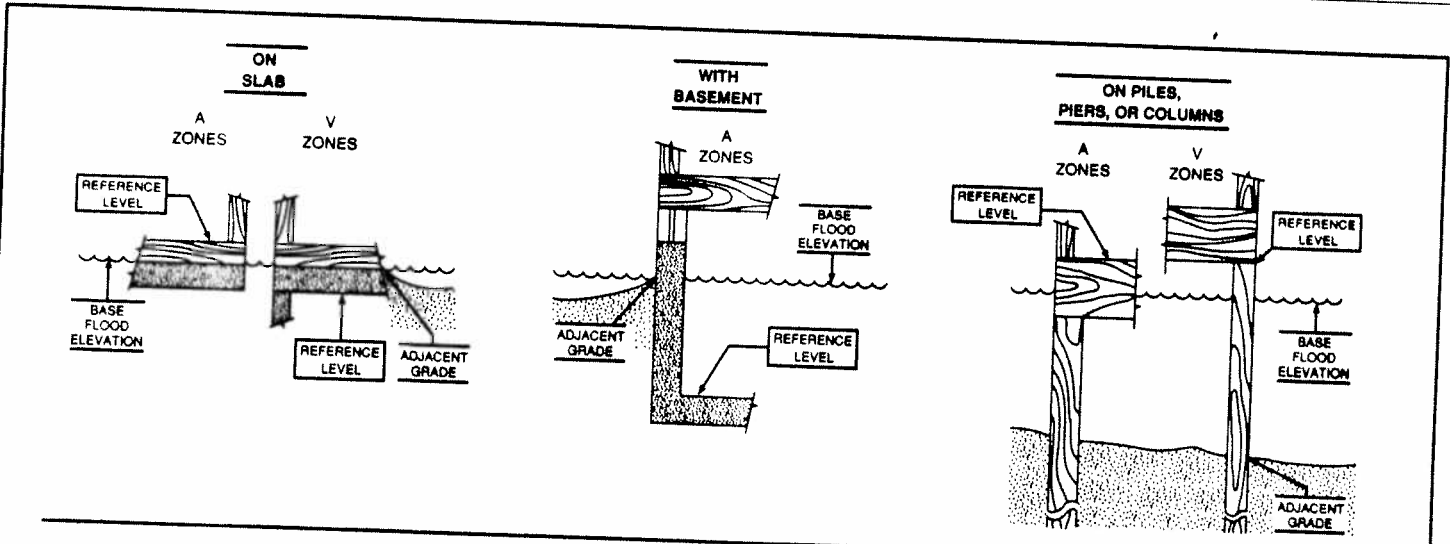 ON
SLAB
A
ZONES
V
ZONES
REFERENCE
LEVEL
BASE
FLOOD
ELEVATION
REFERENCE
LEVEL
ADJACENT
GRADE
WITH
BASEMENT
A
ZONES
BASE
FLOOD
ELEVATION
ADJACENT
GRADE
REFERENCE
LEVEL
ON PILES,
PIERS, OR COLUMNS
A
ZONES
V
ZONES
REFERENCE
LEVEL
REFERENCE
LEVEL
BASE
FLOOD
ELEVATION
ADJACENT
GRADE